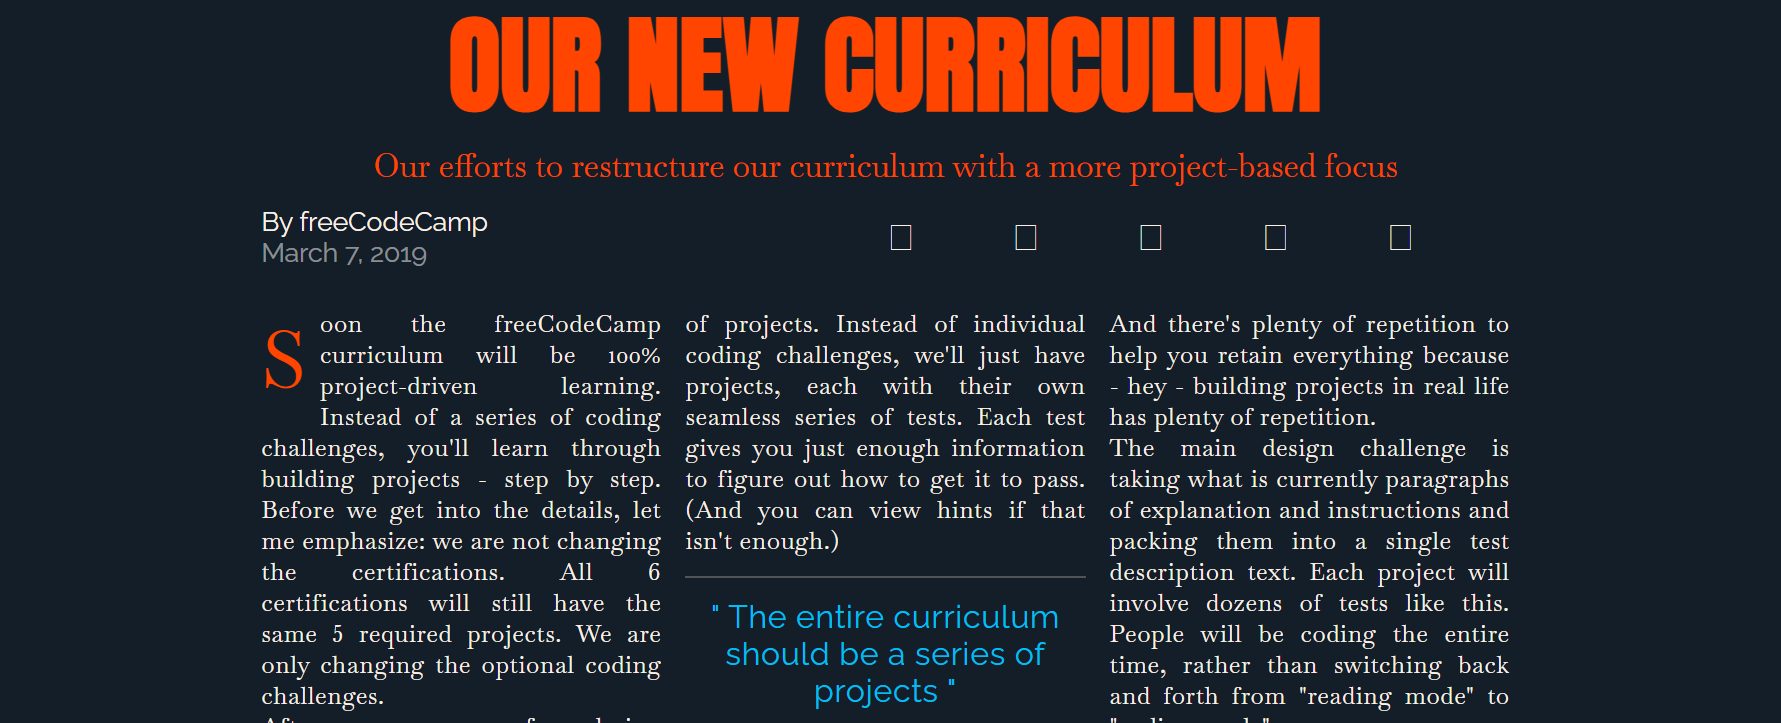 OUR NEW CURRICULUM
Our efforts to restructure our curriculum with a more project-based focus
By freeCodeCamp
March 7, 2019
Soon the freeCodeCamp
curriculum will be 100%
project-driven learning.
Instead of a series of coding
challenges, you'll learn through
building projects - step by step.
Before we get into the details, let
me emphasize: we are not changing
the certifications. All 6
certifications will still have the
same 5 required projects. We are
only changing the optional coding
challenges.
of projects. Instead of individual
coding challenges, we'll just have
projects, each with their own
seamless series of tests. Each test
gives you just enough information
to figure out how to get it to pass.
(And you can view hints if that
isn't enough.)
" The entire curriculum
should be a series of
projects "
And there's plenty of repetition to
help you retain everything because
- hey - building projects in real life
has plenty of repetition.
The main design challenge is
taking what is currently paragraphs
of explanation and instructions and
packing them into a single test
description text. Each project will
involve dozens of tests like this.
People will be coding the entire
time, rather than switching back
and forth from "reading mode" to